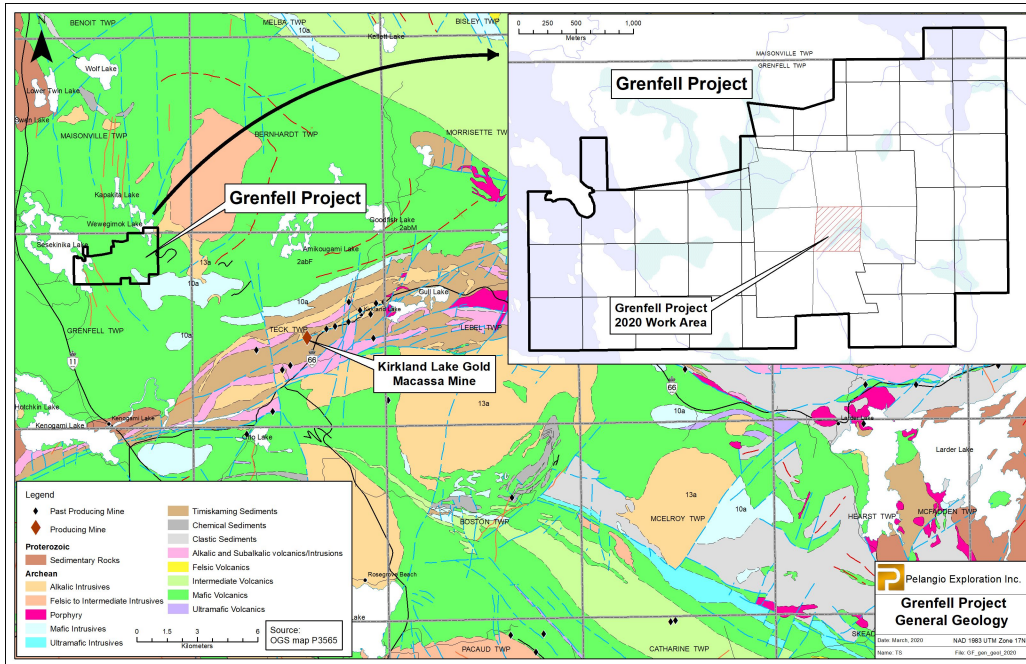 BENOIT TWP
MELBA TWP
10a
BISLEY TWP
Kellett Lake
Wolf Lake
Lower Twin Lake
Swan Lake
MAISONVILLE TWP
BERNHARDT TWP
MORRISETTE TW
Kapakita Lake
Grenfell Project
Wewegimok Lake
Goodfish Lake
2abM
Sesekinika Lake
Amikougami Lake
13a
2abF
10a
10a
Gull Lake
Kirkland Lake
10a
GRENFELL TWP
TECK TWP
LEBEL TWP
66
11
Kirkland Lake Gold
Macassa Mine
13a
Kenogami Lake
Kenogami Lake
Otto Lake
0 250 500 1,000
Meters
MAISONVILLE TWP
GRENFELL TWP
Grenfell Project
Grenfell Project
2020 Work Area
66
10a
Larder Lake
Larder Lake
13a
10a
MCELROY TWP
HEARST TWP
MCFADDEN TWP
BOSTON TWP
Rosegrove Beach
Lake
PACAUD TWP
CATHARINE TWP
SKEAD
Legend
Past Producing Mine
Producing Mine
Proterozoic
Sedimentary Rocks
Archean
Alkalic Intrusives
Felsic to Intermediate Intrusives
Porphyry
Mafic Intrusives
Ultramafic Intrusives
Timiskaming Sediments
Chemical Sediments
Clastic Sediments
Alkalic and Subalkalic volcanics/Intrusions
Felsic Volcanics
Intermediate Volcanics
Mafic Volcanics
Ultramafic Volcanics
0 1.5 3 6
Kilometers
Source:
OGS map P3565
Pelangio Exploration Inc.
Grenfell Project
General Geology
Date: March, 2020 NAD 1983 UTM Zone 17N
Name: TS File: GF_gen_geol_2020